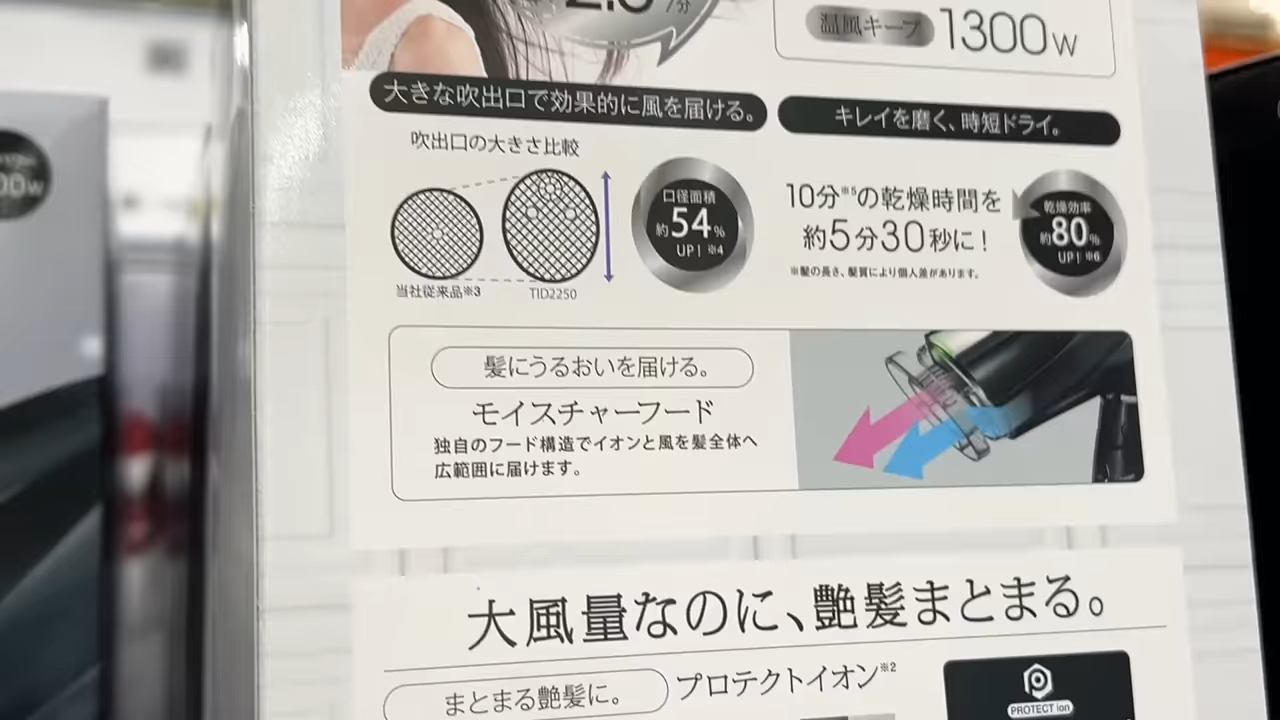 /分
温風キープ 1300W
大きな吹出口で効果的に風を届ける。
吹出口の大きさ比較
当社従来品※3
TID2250
口径面積
約54%
UP! ※4
キレイを磨く、時短ドライ。
10分※5の乾燥時間を
約5分30秒に!
※髪の長さ、髪質により個人差があります。
乾燥効率
約80%
UP! ※6
髪にうるおいを届ける。
モイスチャーフード
独自のフード構造でイオンと風を髪全体へ
広範囲に届けます。
大風量なのに、艶髪まとまる。
まとまる艶髪に。
プロテクトイオン※2
PROTECT ion